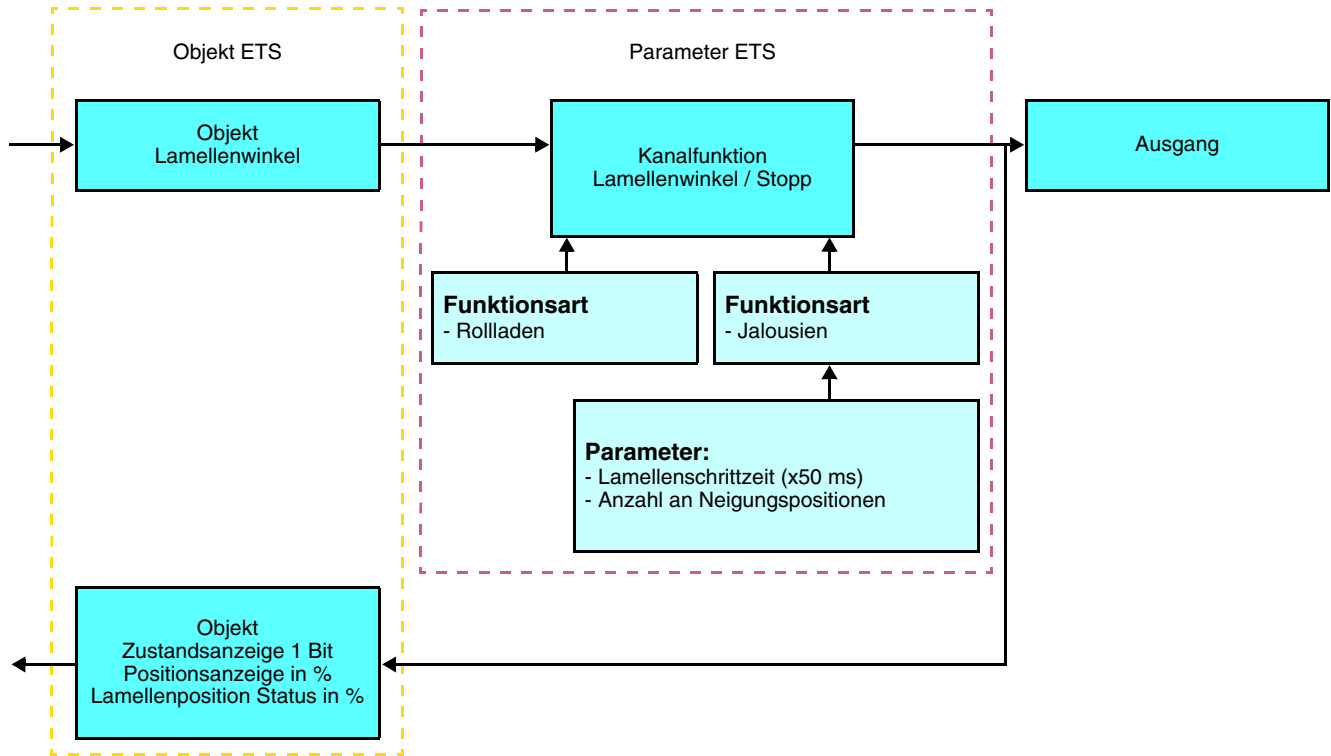 Objekt ETS
Parameter ETS
Objekt
Lamellenwinkel
Kanalfunktion
Lamellenwinkel / Stopp
Ausgang
Funktionsart
- Rollladen
Funktionsart
- Jalousien
Parameter:
- Lamellenschrittzeit (x50 ms)
- Anzahl an Neigungspositionen
Objekt
Zustandsanzeige 1 Bit
Positionsanzeige in %
Lamellenposition Status in %